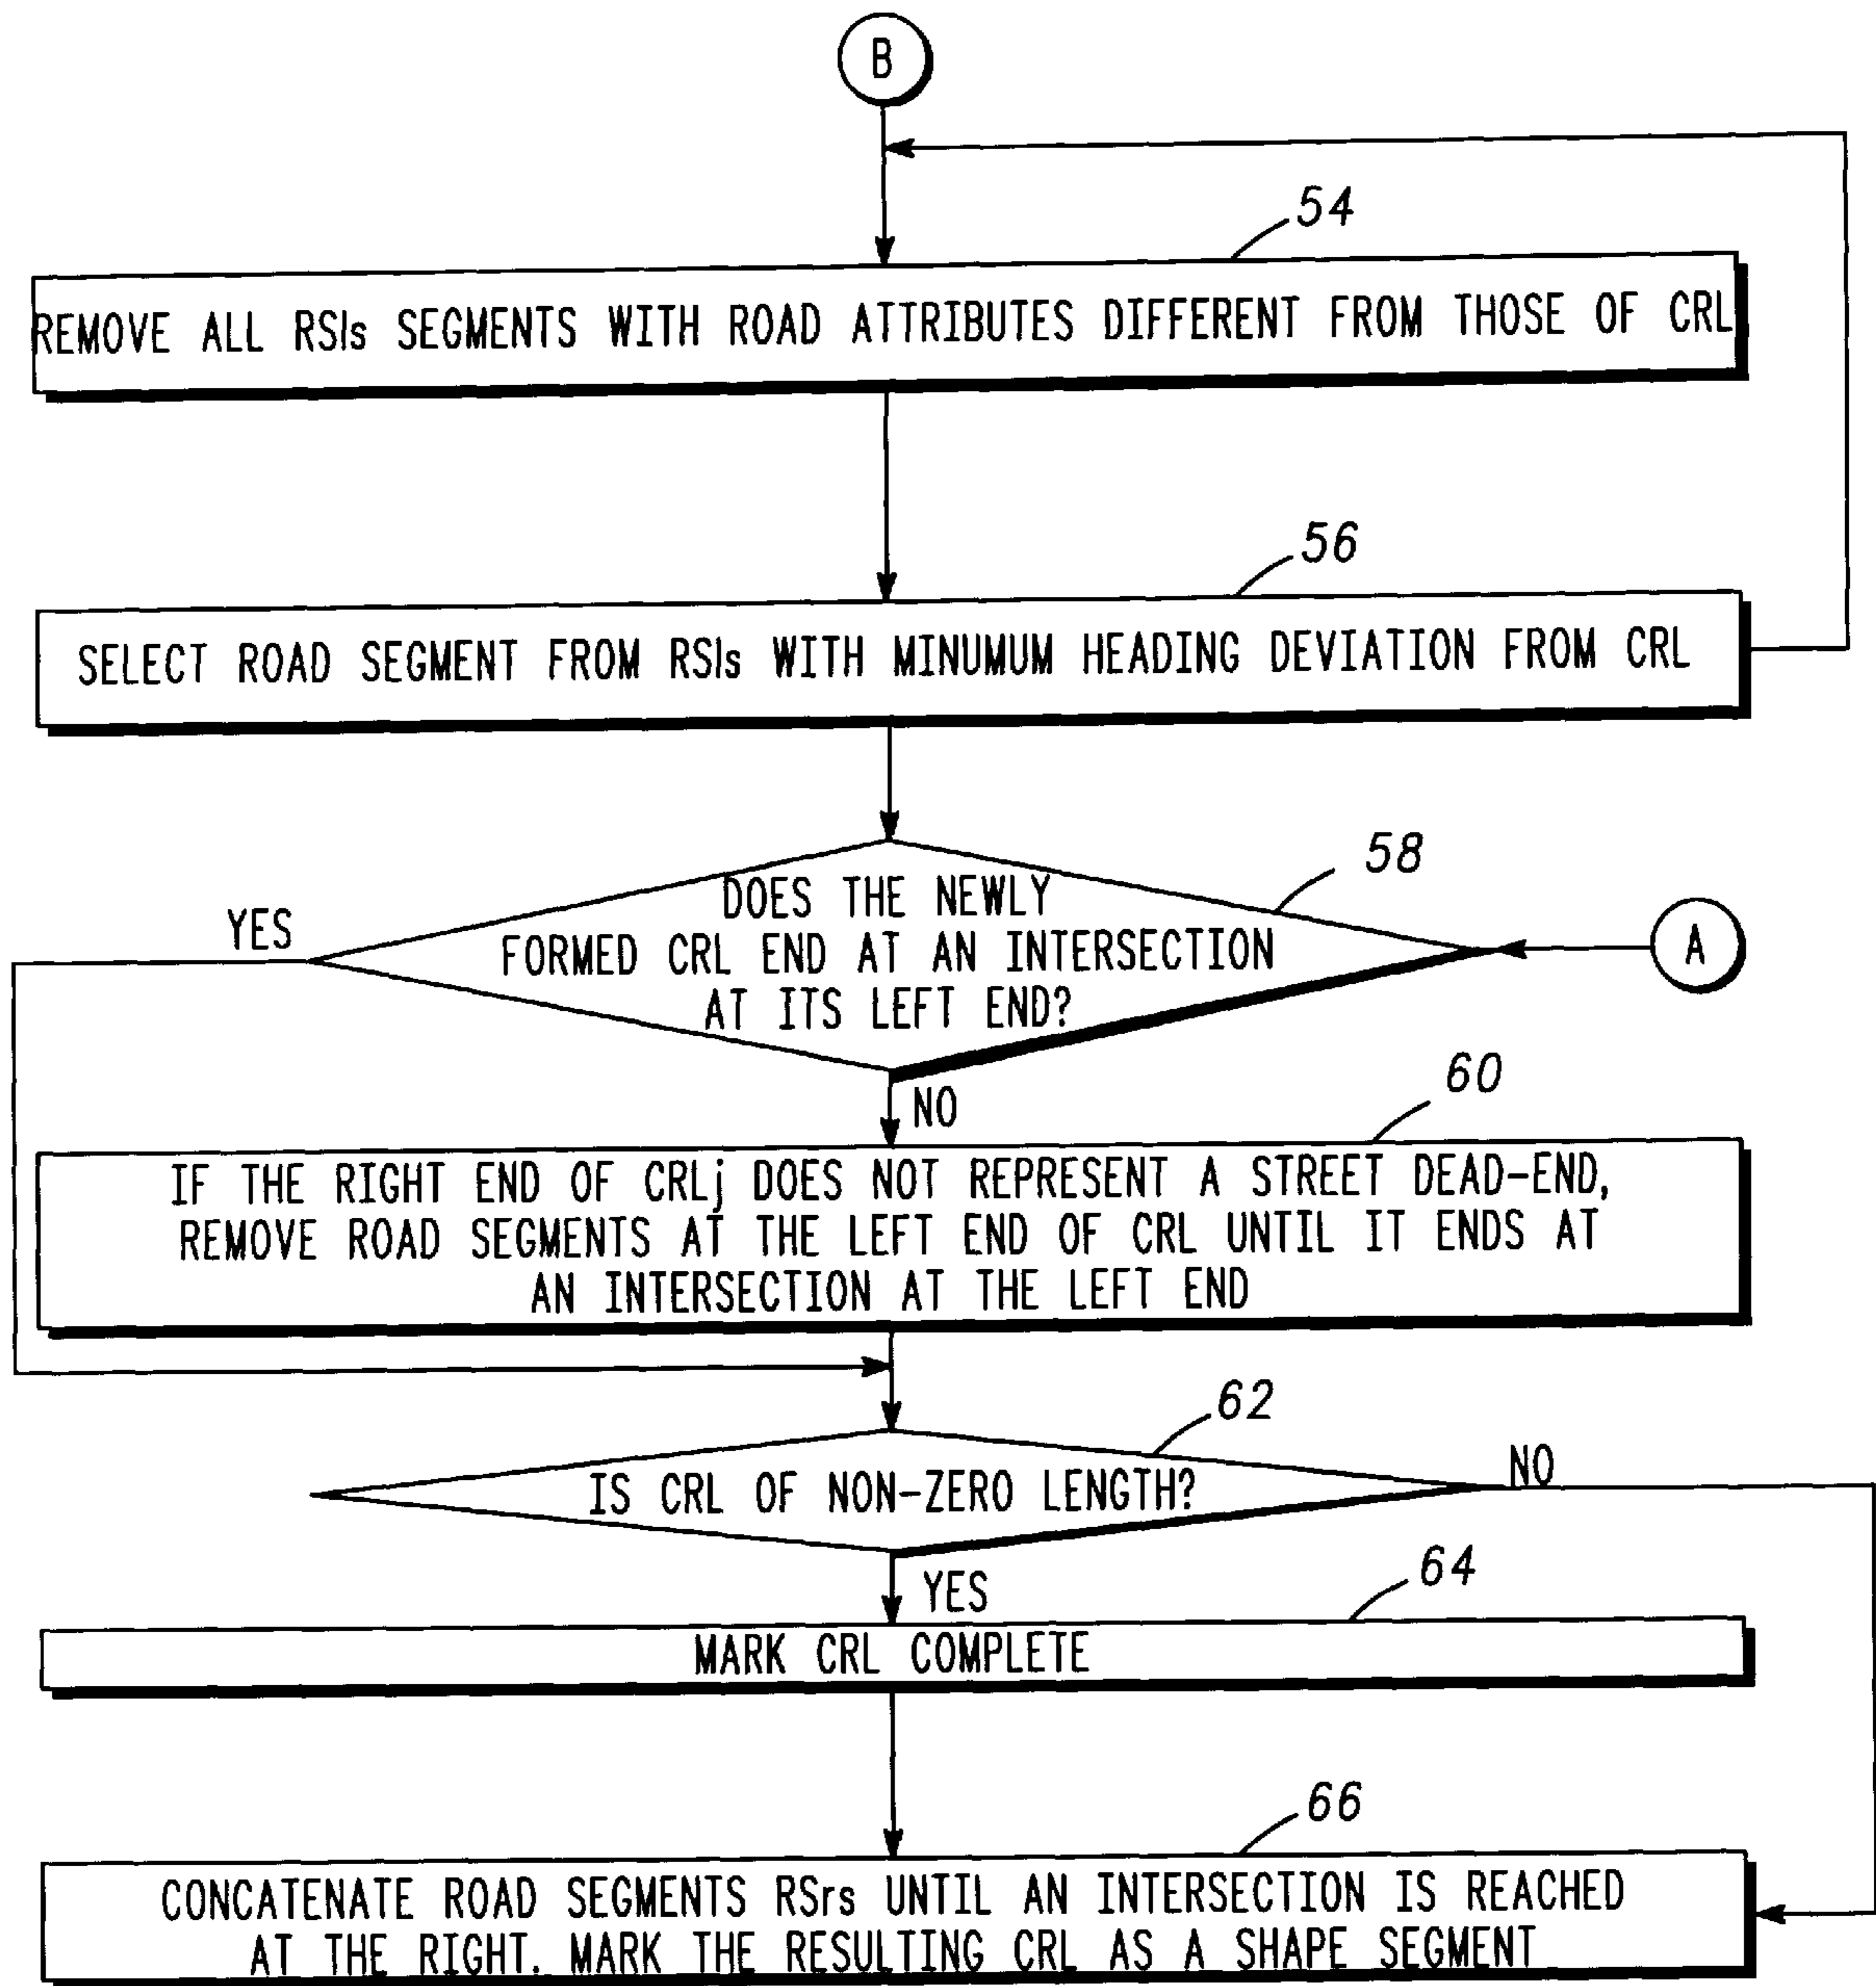 B
54
REMOVE ALL RSls SEGMENTS WITH ROAD ATTRIBUTES DIFFERENT FROM THOSE OF CRL
56
SELECT ROAD SEGMENT FROM RSls WITH MINUMUM HEADING DEVIATION FROM CRL
58
DOES THE NEWLY
FORMED CRL END AT AN INTERSECTION
AT ITS LEFT END?
YES
A
NO
60
IF THE RIGHT END OF CRLj DOES NOT REPRESENT A STREET DEAD-END,
REMOVE ROAD SEGMENTS AT THE LEFT END OF CRL UNTIL IT ENDS AT
AN INTERSECTION AT THE LEFT END
62
IS CRL OF NON-ZERO LENGTH?
NO
YES
64
MARK CRL COMPLETE
66
CONCATENATE ROAD SEGMENTS RSrs UNTIL AN INTERSECTION IS REACHED
AT THE RIGHT. MARK THE RESULTING CRL AS A SHAPE SEGMENT